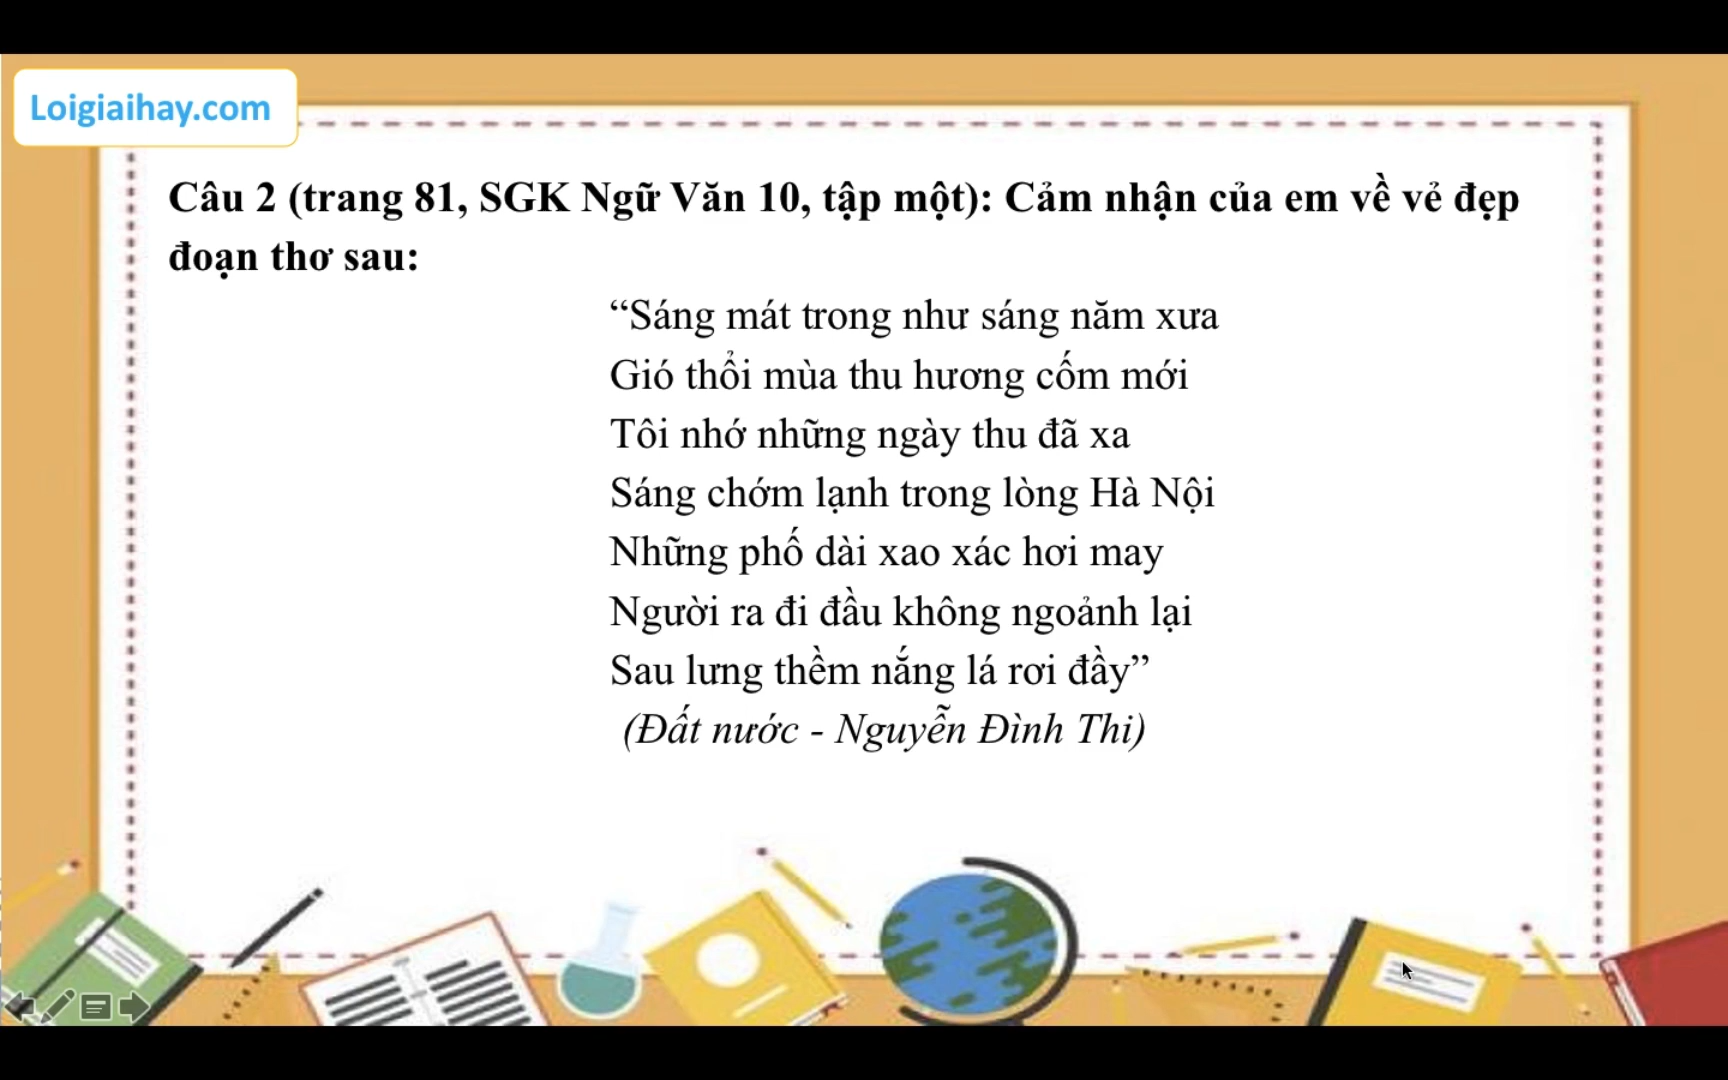 Loigiaihay.com
Câu 2 (trang 81, SGK Ngữ Văn 10, tập một): Cảm nhận của em về vẻ đẹp
đoạn thơ sau:
“Sáng mát trong như sáng năm xưa
Gió thổi mùa thu hương cốm mới
Tôi nhớ những ngày thu đã xa
Sáng chớm lạnh trong lòng Hà Nội
Những phố dài xao xác hơi may
Người ra đi đầu không ngoảnh lại
Sau lưng thềm nắng lá rơi đầy”
(Đất nước - Nguyễn Đình Thi)